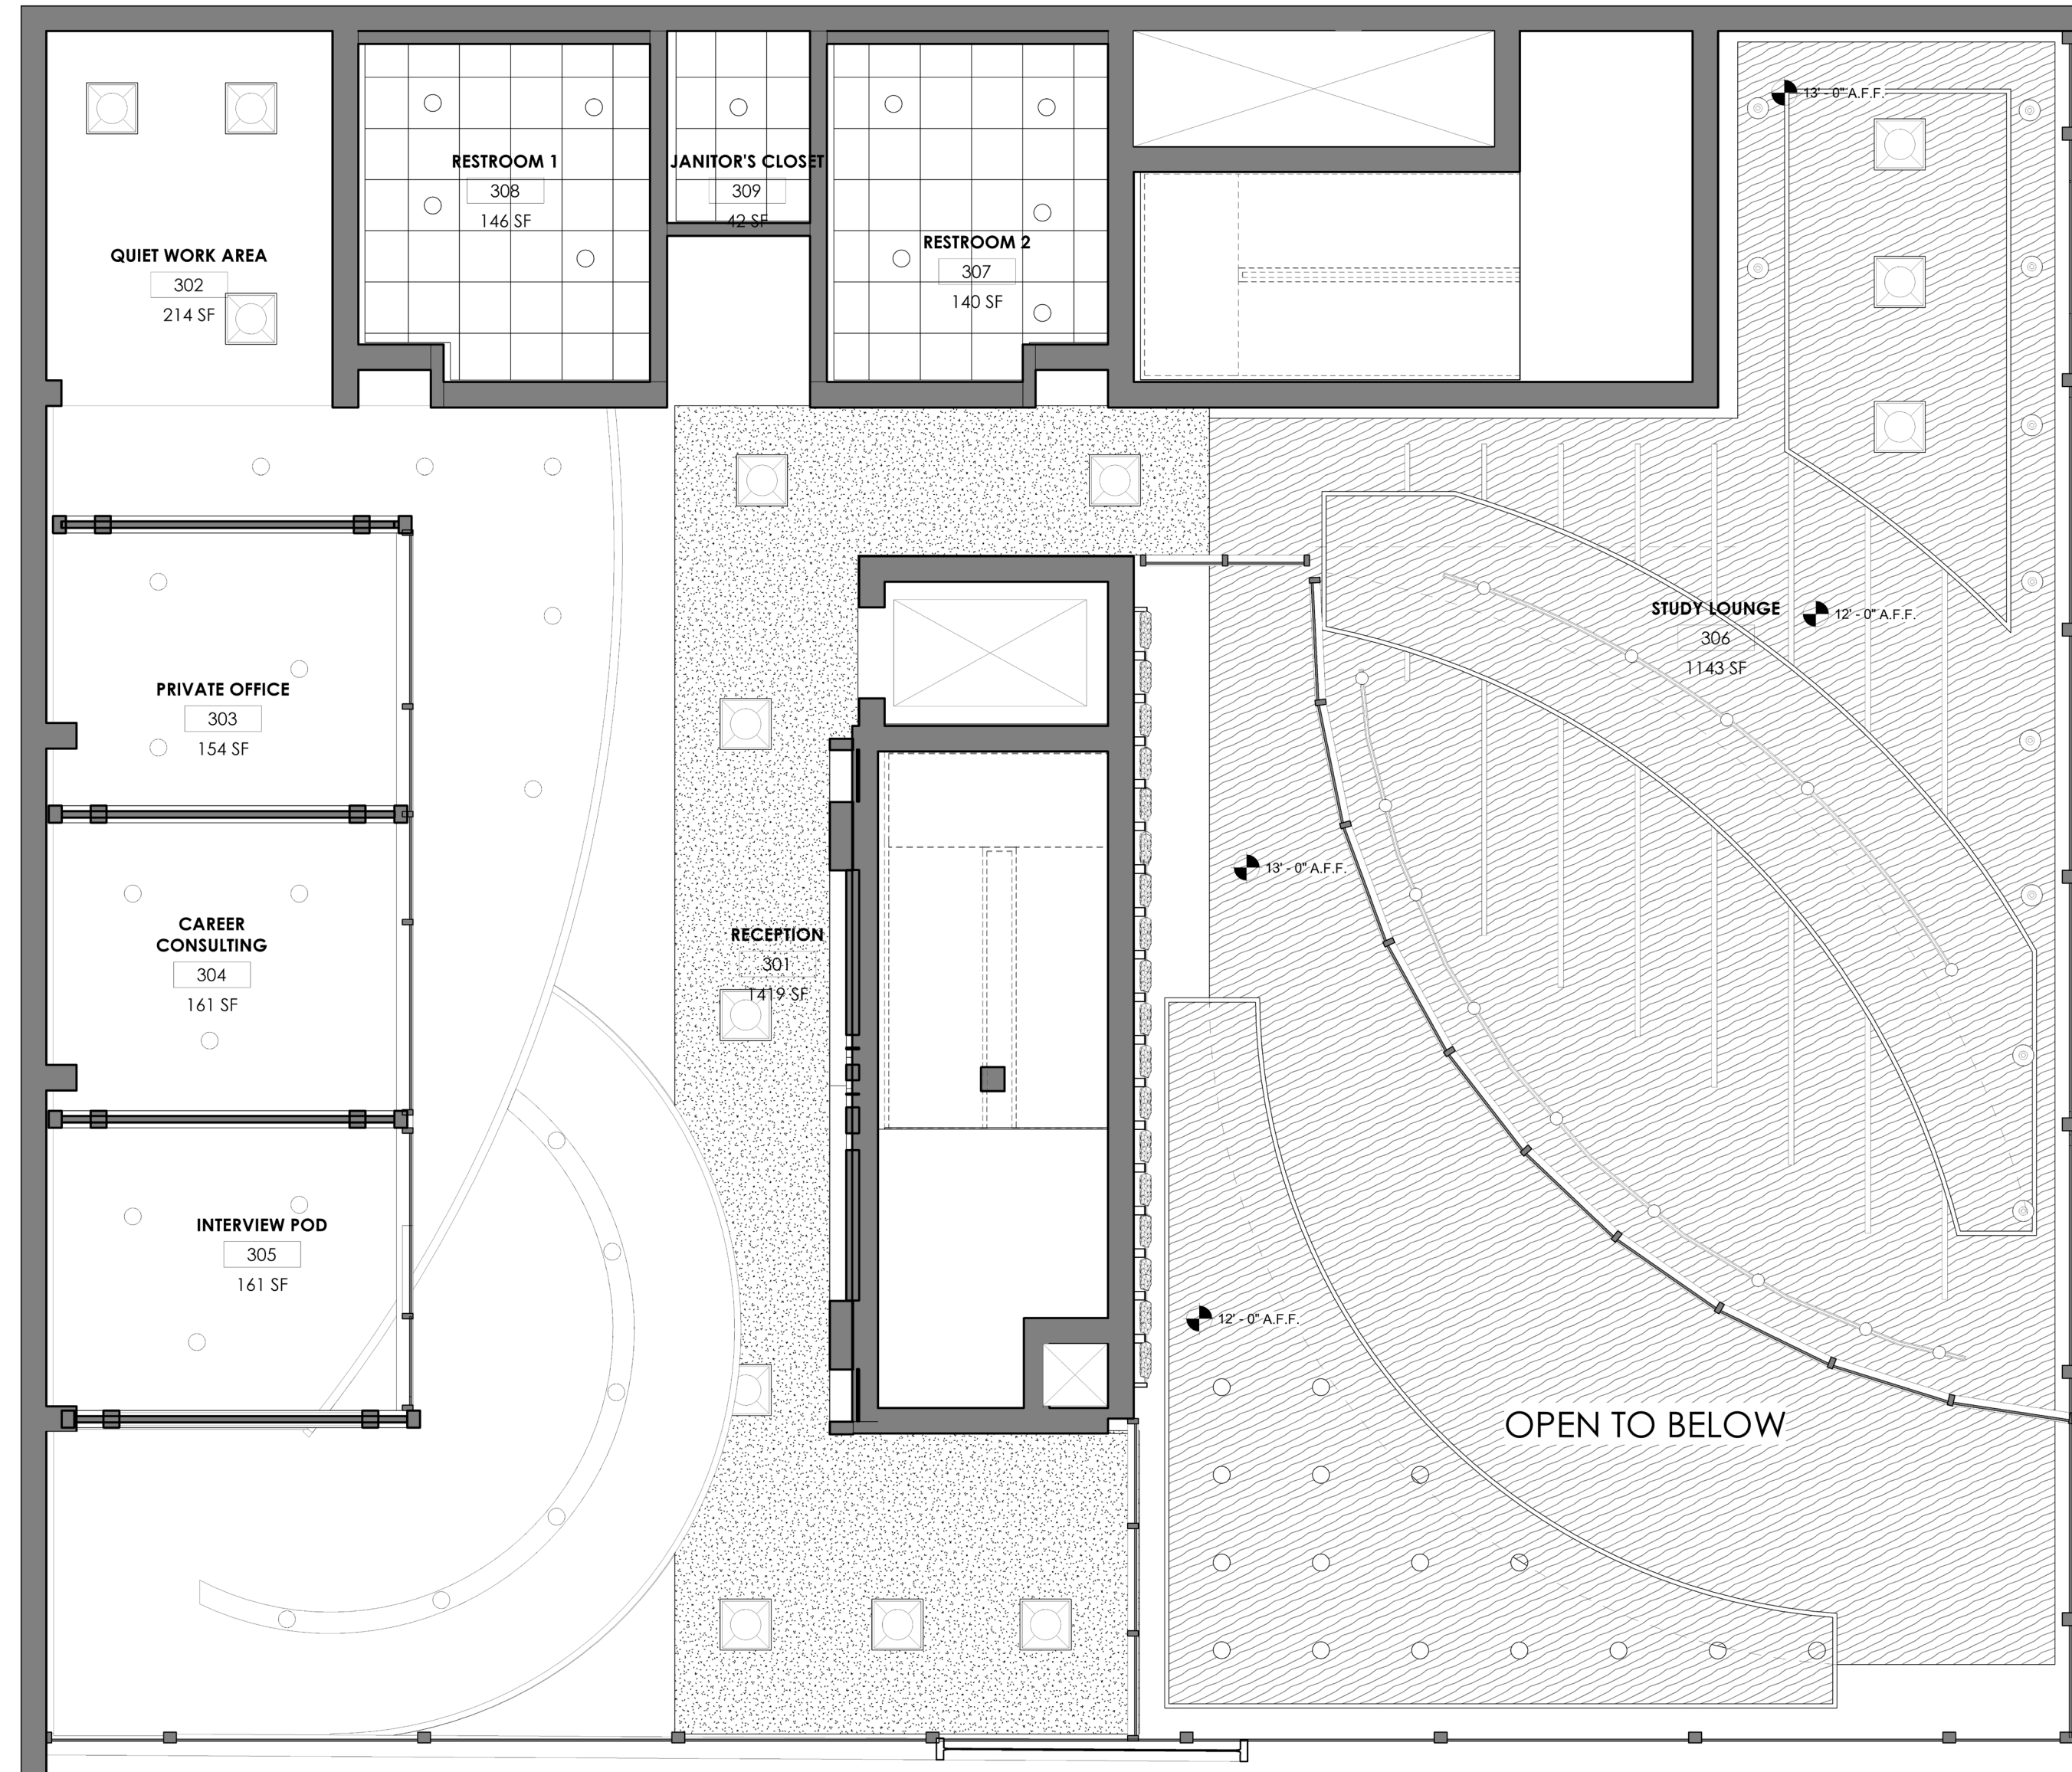 13' - 0" A.F.F.
RESTROOM 1
308
146 SF
JANITOR'S CLOSET
309
42 SF
RESTROOM 2
307
140 SF
QUIET WORK AREA
302
214 SF
STUDY LOUNGE
306
1143 SF
12' - 0" A.F.F.
PRIVATE OFFICE
303
154 SF
13' - 0" A.F.F.
CAREER
CONSULTING
304
161 SF
RECEPTION
301
1419 SF
INTERVIEW POD
305
161 SF
12' - 0" A.F.F.
OPEN TO BELOW